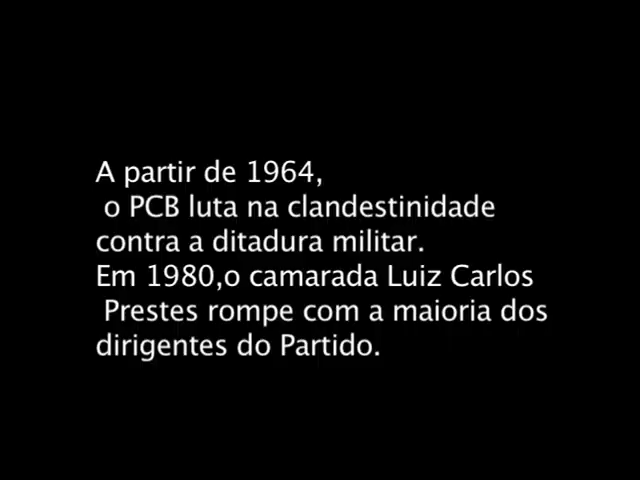 A partir de 1964,
o PCB luta na clandestinidade
contra a ditadura militar.
Em 1980,o camarada Luiz Carlos
Prestes rompe com a maioria dos
dirigentes do Partido.